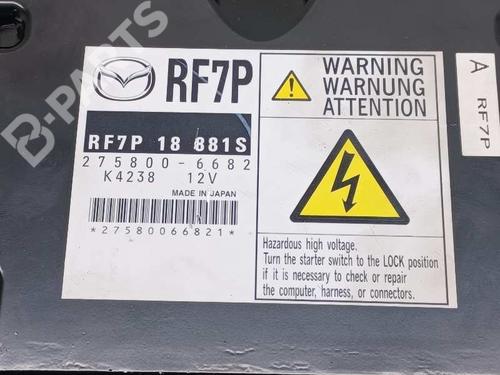 RF7P
RF7P 18 881S
275800-6682
K4238 12V
MADE IN JAPAN
*27580066821*
WARNING
WARNUNG
ATTENTION
Hazardous high voltage.
Turn the starter switch to the LOCK position
if it is necessary to check or repair
the computer, harness, or connectors.
A RF7P
B-PARTS